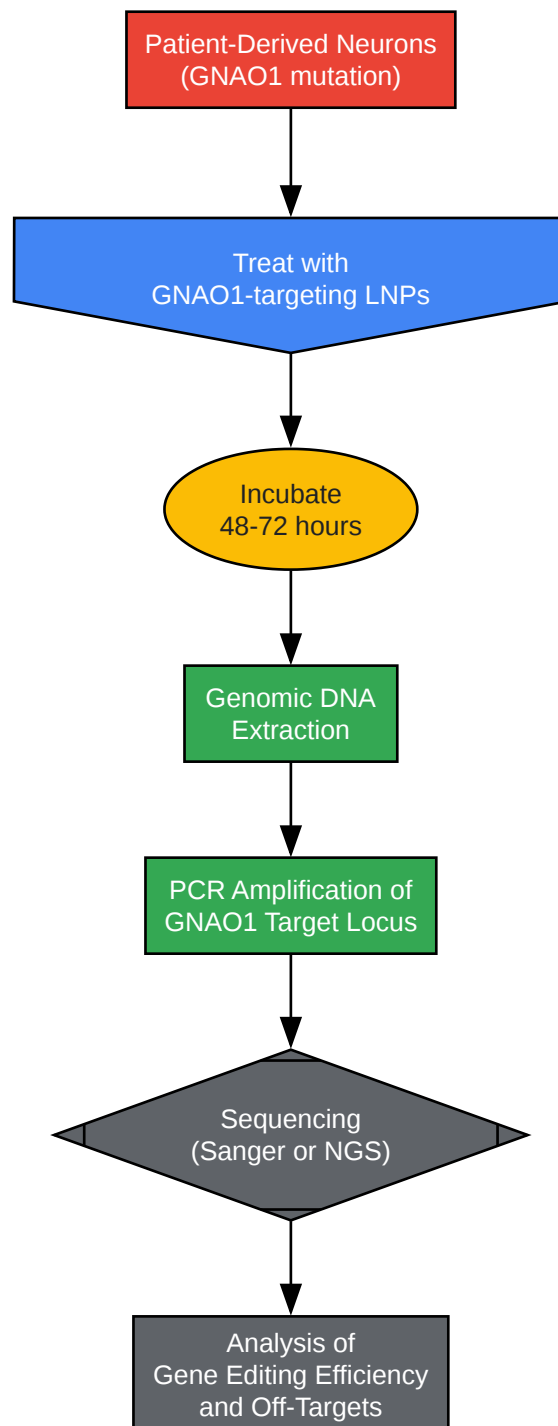 Patient-Derived Neurons
(GNAO1 mutation)
Treat with
GNAO1-targeting LNPs
Incubate
48-72 hours
Genomic DNA
Extraction
PCR Amplification of
GNAO1 Target Locus
Sequencing
(Sanger or NGS)
Analysis of
Gene Editing Efficiency
and Off-Targets